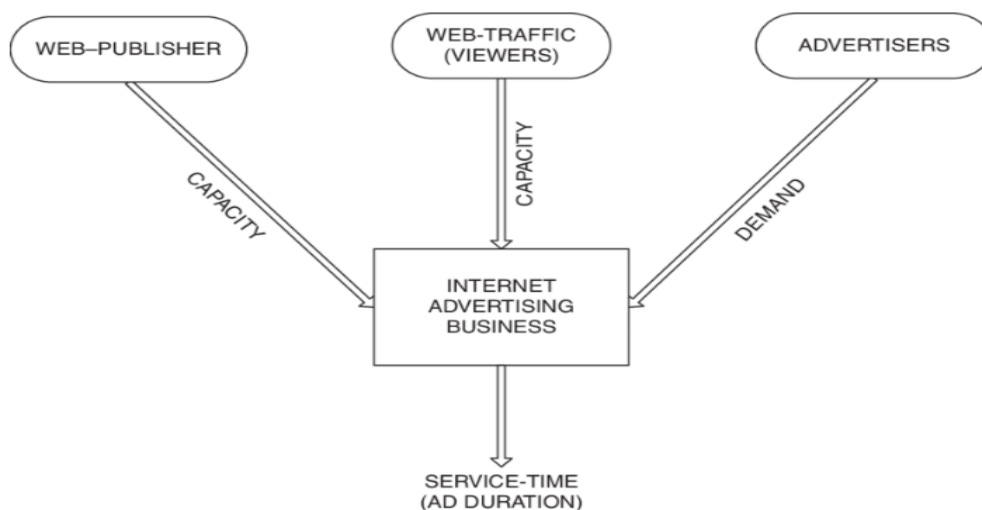 WEB–PUBLISHER
WEB-TRAFFIC
(VIEWERS)
ADVERTISERS
CAPACITY
CAPACITY
DEMAND
INTERNET
ADVERTISING
BUSINESS
SERVICE-TIME
(AD DURATION)